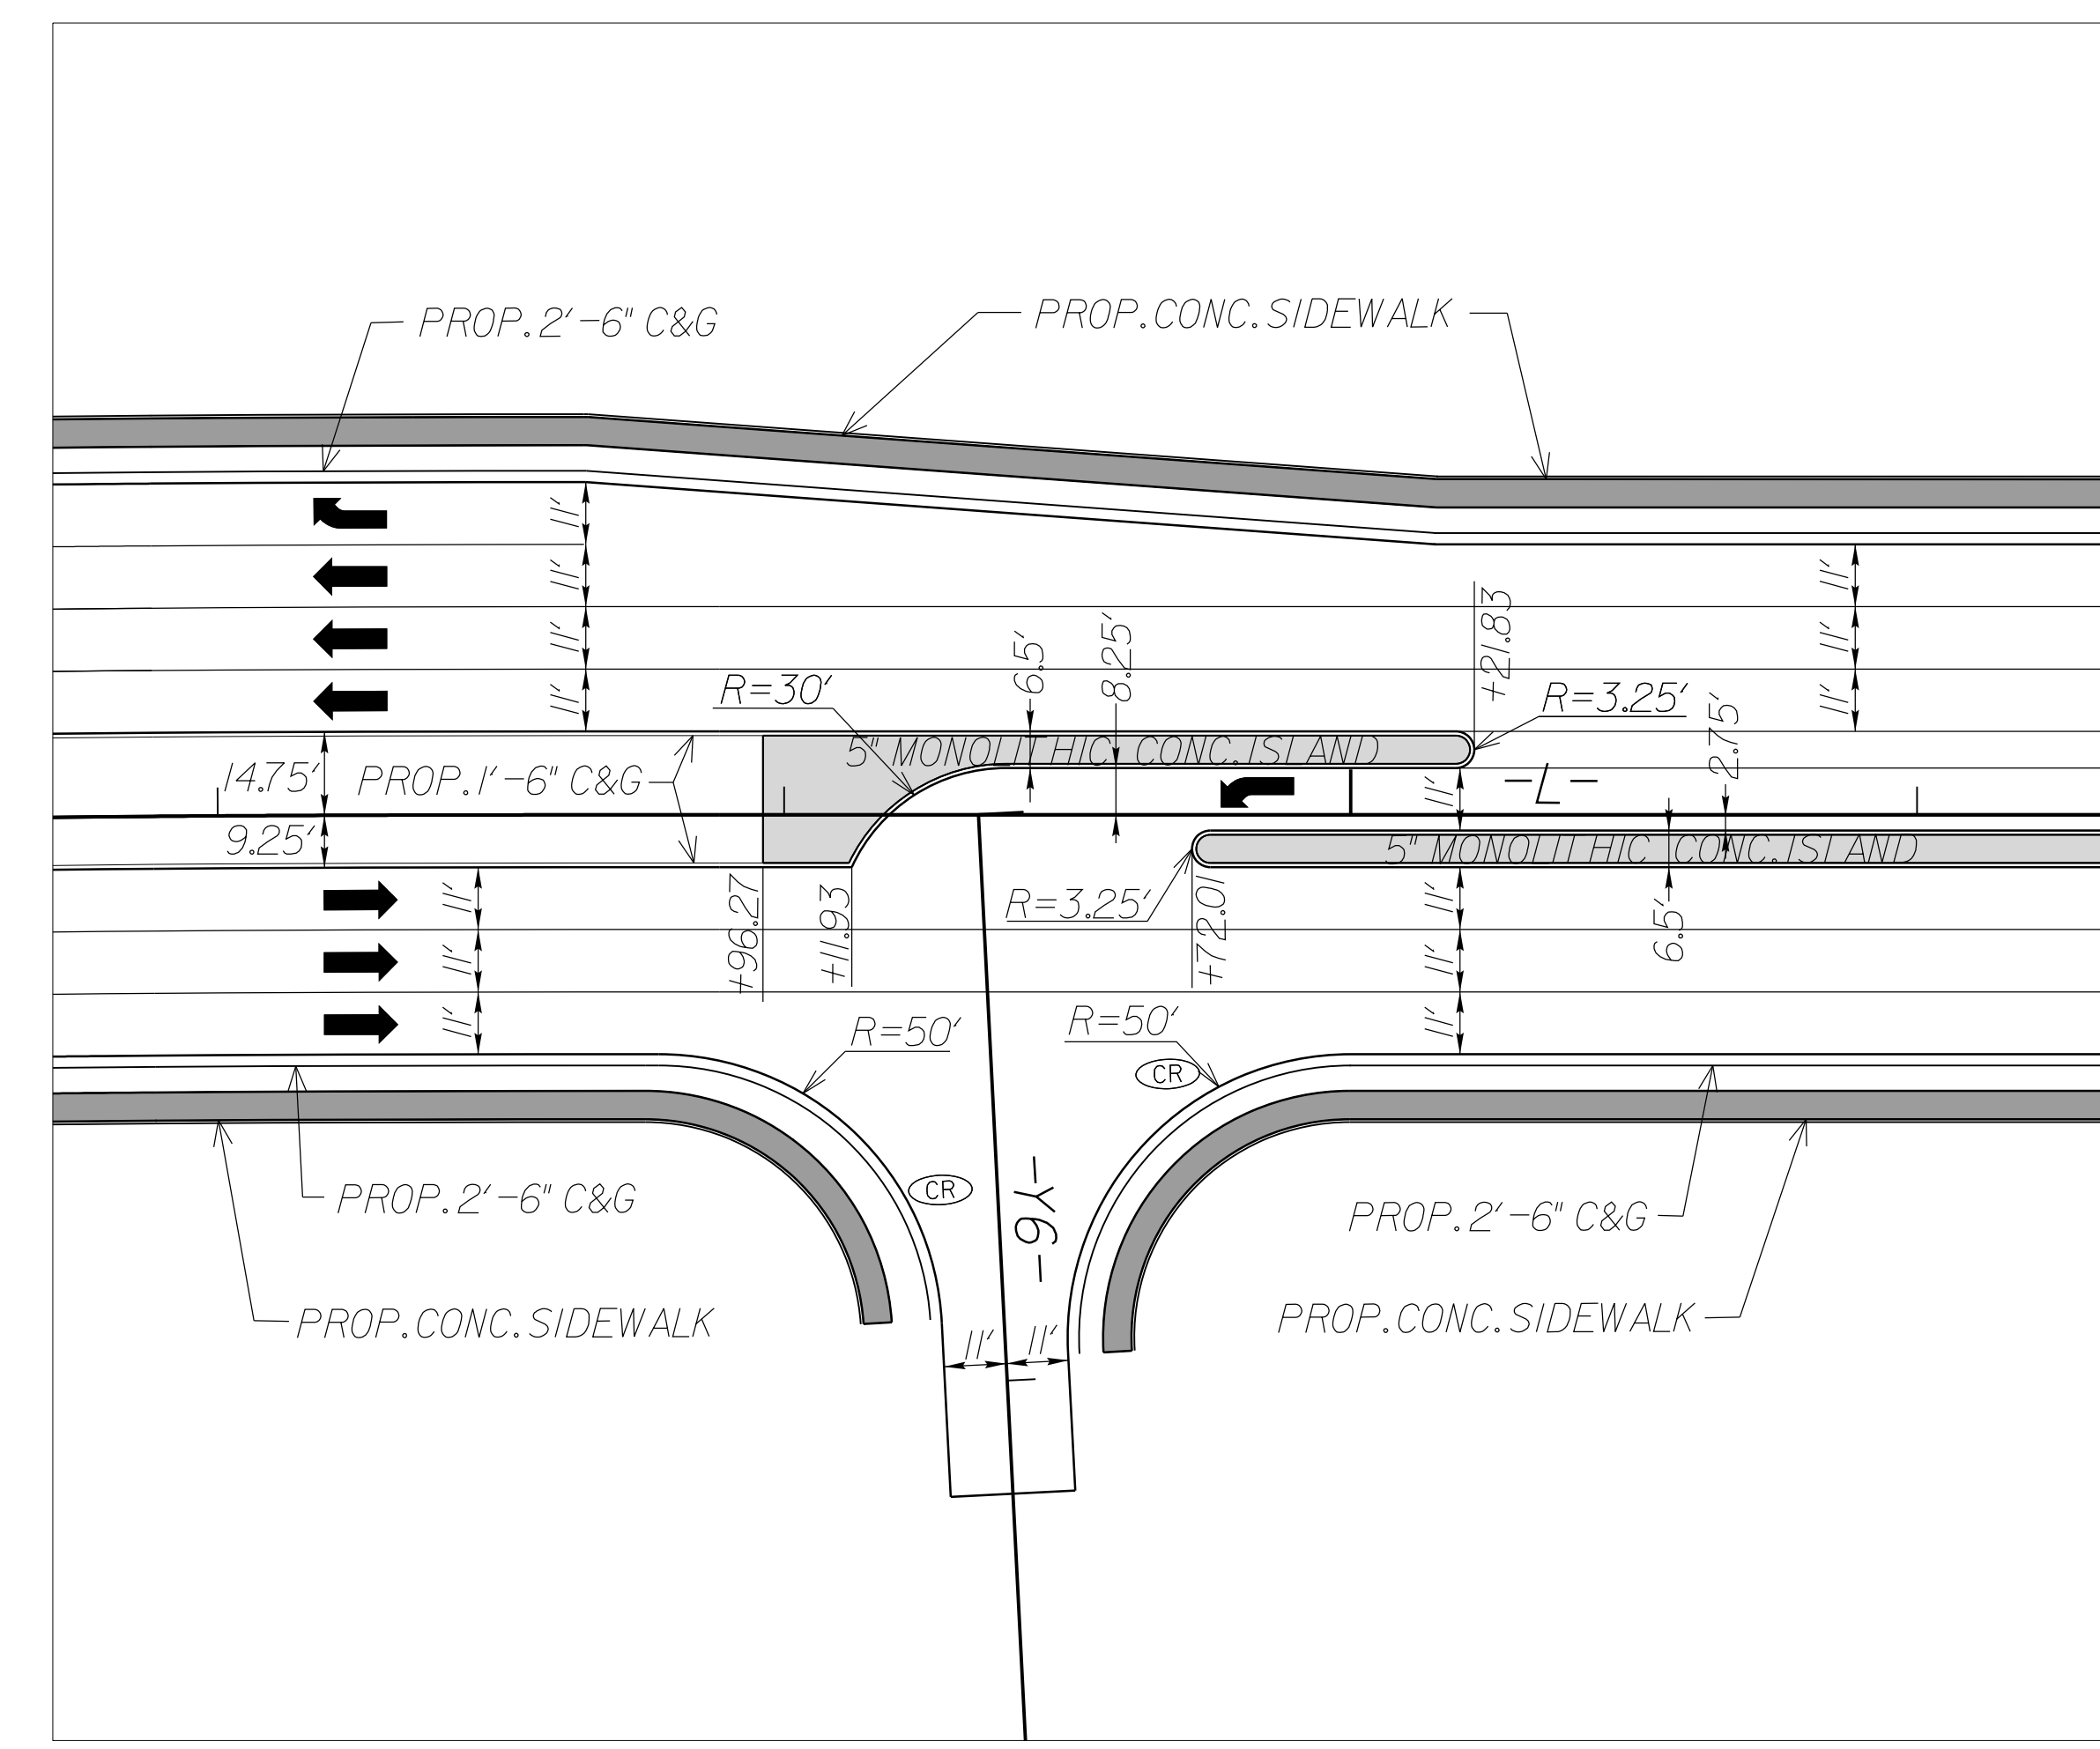 PROP. 2'-6" C&G
PROP. CONC. SIDEWALK
11'
11'
11'
11'
11'
11'
11'
+21.83
6.5'
8.25'
R=30'
R=3.25'
2.75'
14.75'
PROP. 1'-6" C&G
5" MONOLITHIC CONC. ISLAND
-L-
11'
9.25'
5" MONOLITHIC CONC. ISLAND
+96.27
+11.93
R=3.25'
+72.01
6.5'
11'
11'
11'
11'
11'
11'
R=50'
R=50'
CR
CR
-Y6-
PROP. 2'-6" C&G
PROP. 2'-6" C&G
PROP. CONC. SIDEWALK
PROP. CONC. SIDEWALK
11'
11'